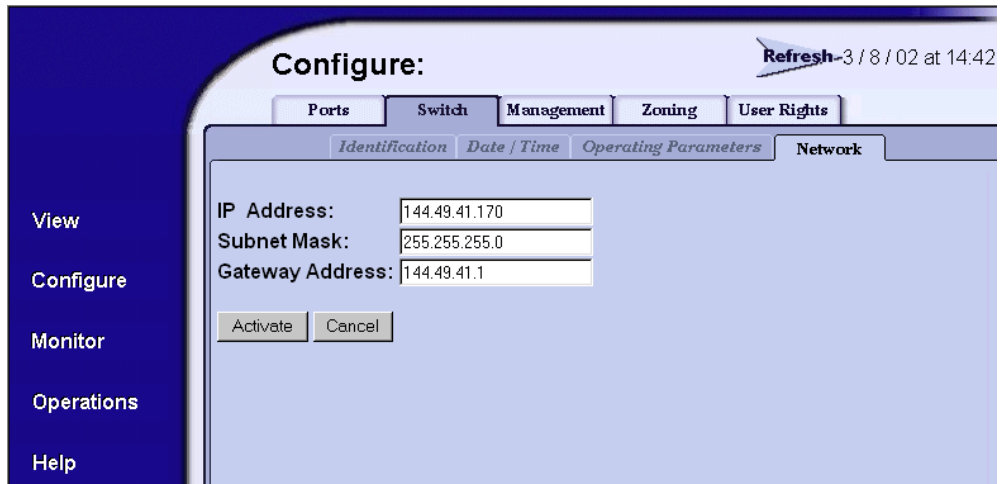 Configure:
Refresh-3 / 8 / 02 at 14:42
Ports Switch Management Zoning User Rights
Identification Date / Time Operating Parameters Network
View
Configure
Monitor
Operations
Help
IP Address: 144.49.41.170
Subnet Mask: 255.255.255.0
Gateway Address: 144.49.41.1
Activate Cancel